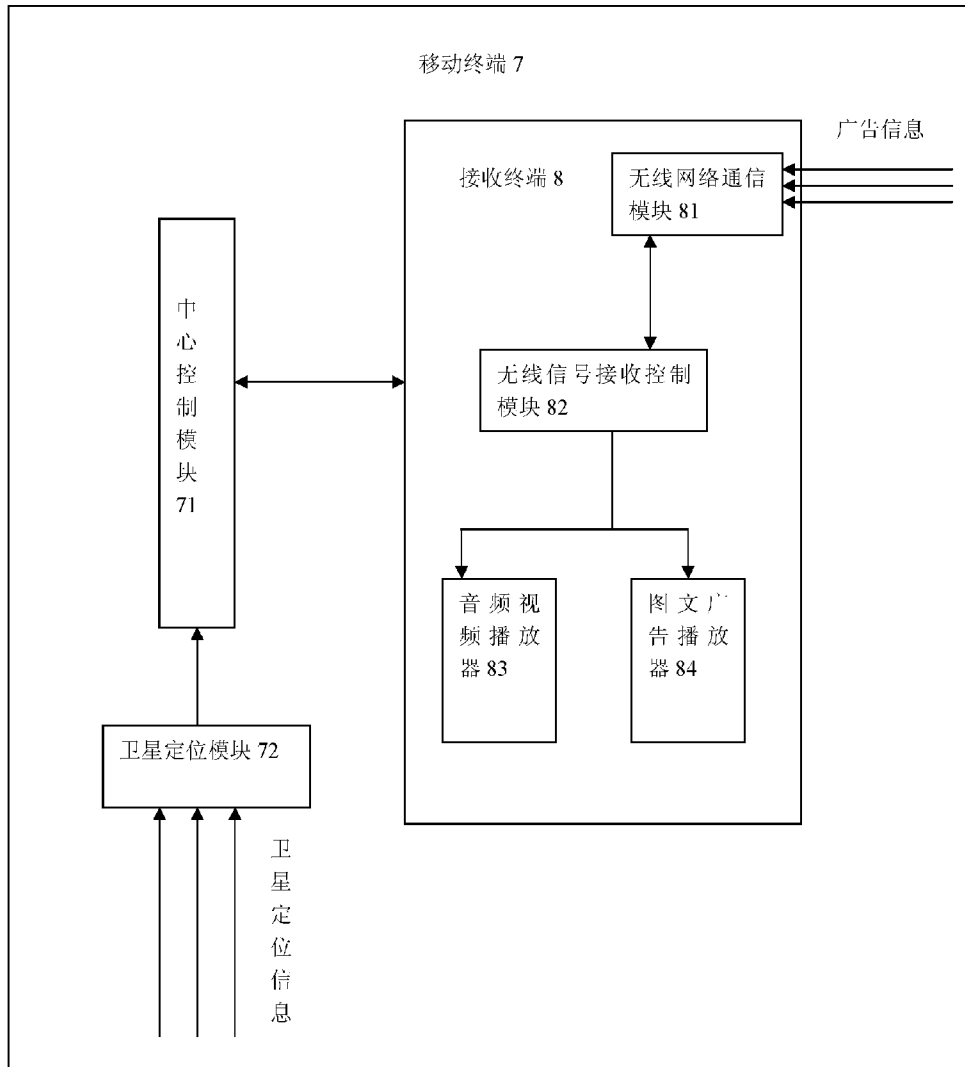 移动终端 7
广告信息
接收终端 8
无线网络通信
模块 81
中心控制模块 71
无线信号接收控制
模块 82
音频视
频播放
器 83
图文广
告播放
器 84
卫星定位模块 72
卫星定位信息